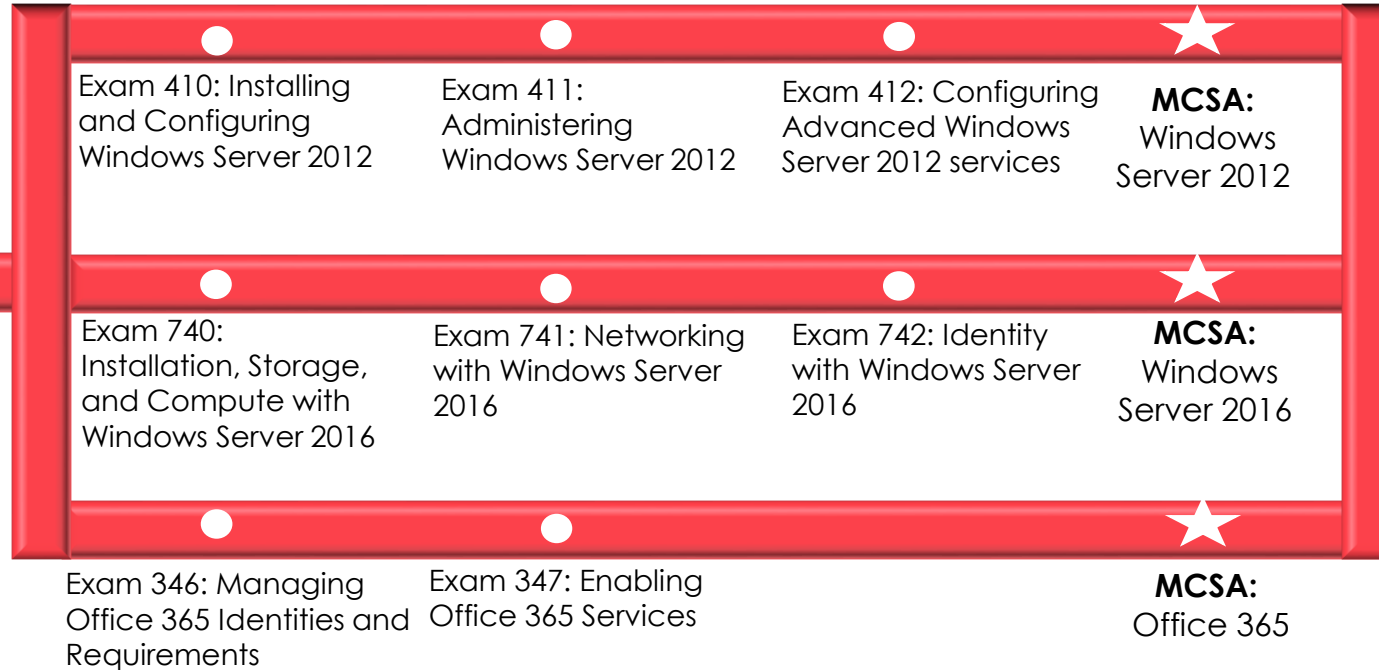 Exam 410: Installing
and Configuring
Windows Server 2012
Exam 411:
Administering
Windows Server 2012
Exam 412: Configuring
Advanced Windows
Server 2012 services
MCSA:
Windows
Server 2012
Exam 740:
Installation, Storage,
and Compute with
Windows Server 2016
Exam 741: Networking
with Windows Server
2016
Exam 742: Identity
with Windows Server
2016
MCSA:
Windows
Server 2016
Exam 346: Managing
Office 365 Identities and
Requirements
Exam 347: Enabling
Office 365 Services
MCSA:
Office 365